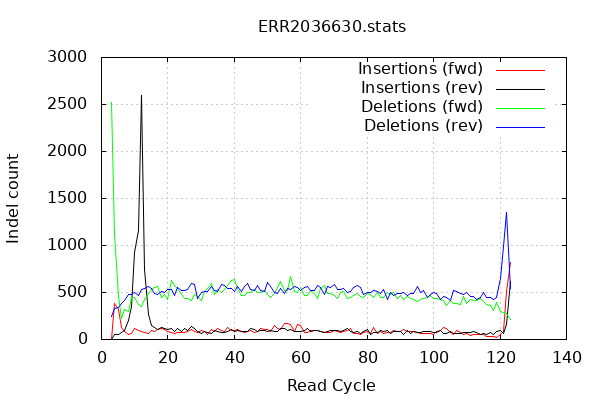 ERR2036630.stats
3000
2500
2000
1500
1000
500
0
Indel count
Insertions (fwd)
Insertions (rev)
Deletions (fwd)
Deletions (rev)
0 20 40 60 80 100 120 140
Read Cycle